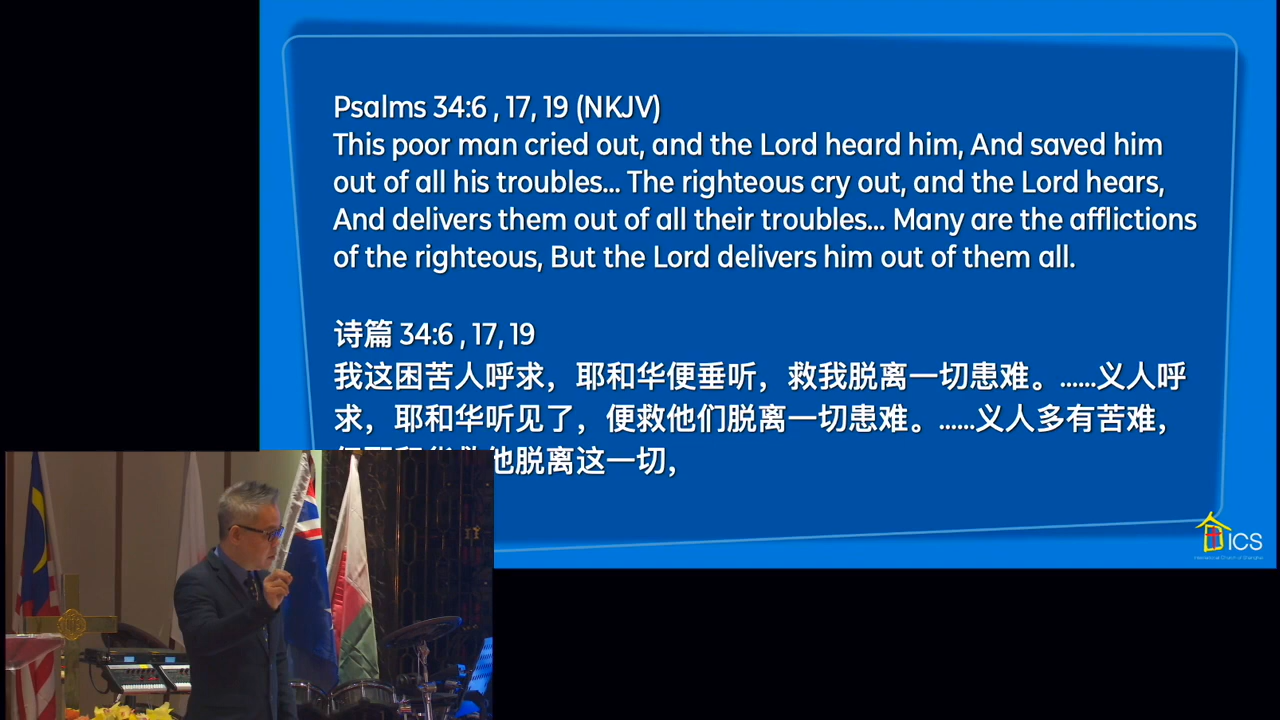 Psalms 34:6 , 17, 19 (NKJV)
This poor man cried out, and the Lord heard him, And saved him
out of all his troubles... The righteous cry out, and the Lord hears,
And delivers them out of all their troubles... Many are the afflictions
of the righteous, But the Lord delivers him out of them all.
诗篇 34:6 , 17, 19
我这困苦人呼求，耶和华便垂听，救我脱离一切患难。……义人呼
求，耶和华听见了，便救他们脱离一切患难。……义人多有苦难，
他脱离这一切，
ICS